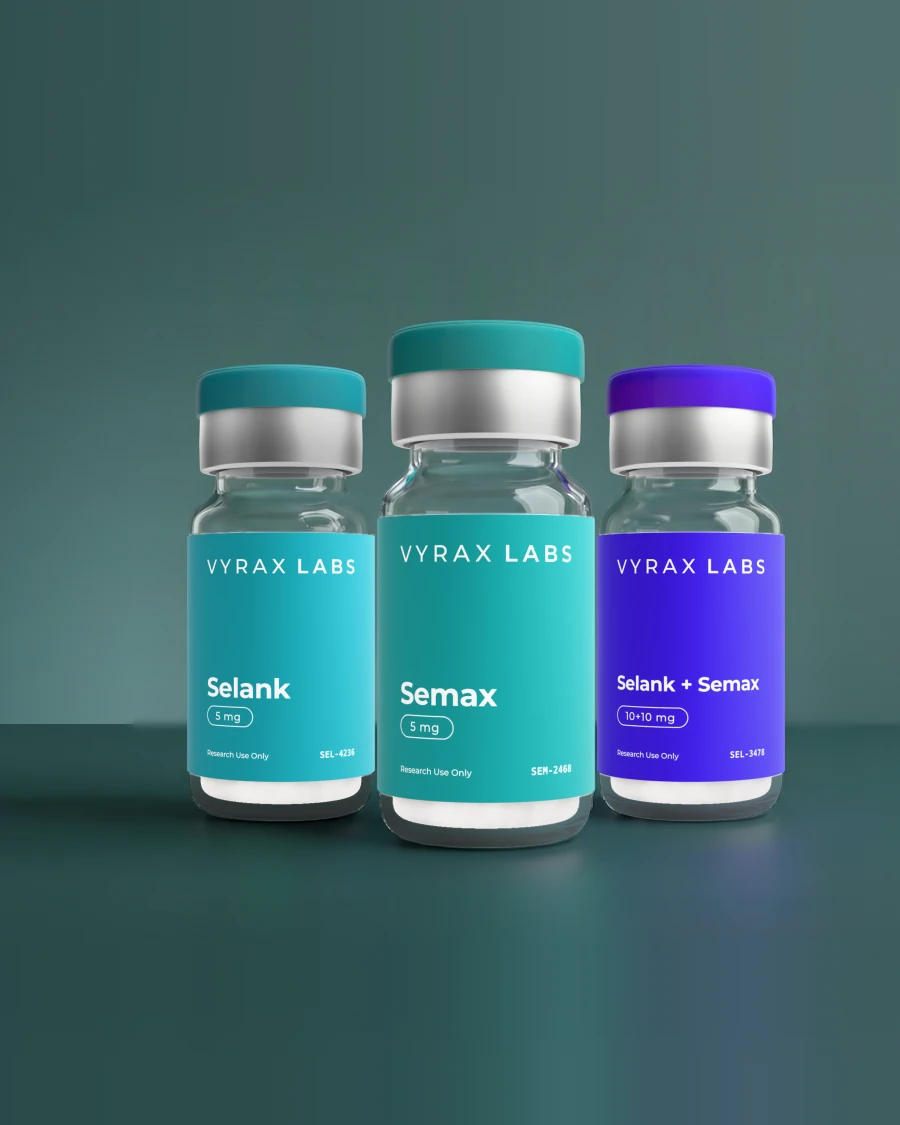 VYRAX LABS
Selank
5 mg
Research Use Only
SEL-4236
VYRAX LABS
Semax
5 mg
Research Use Only
SEM-2468
VYRAX LABS
Selank + Semax
10+10 mg
Research Use Only
SEL-3478